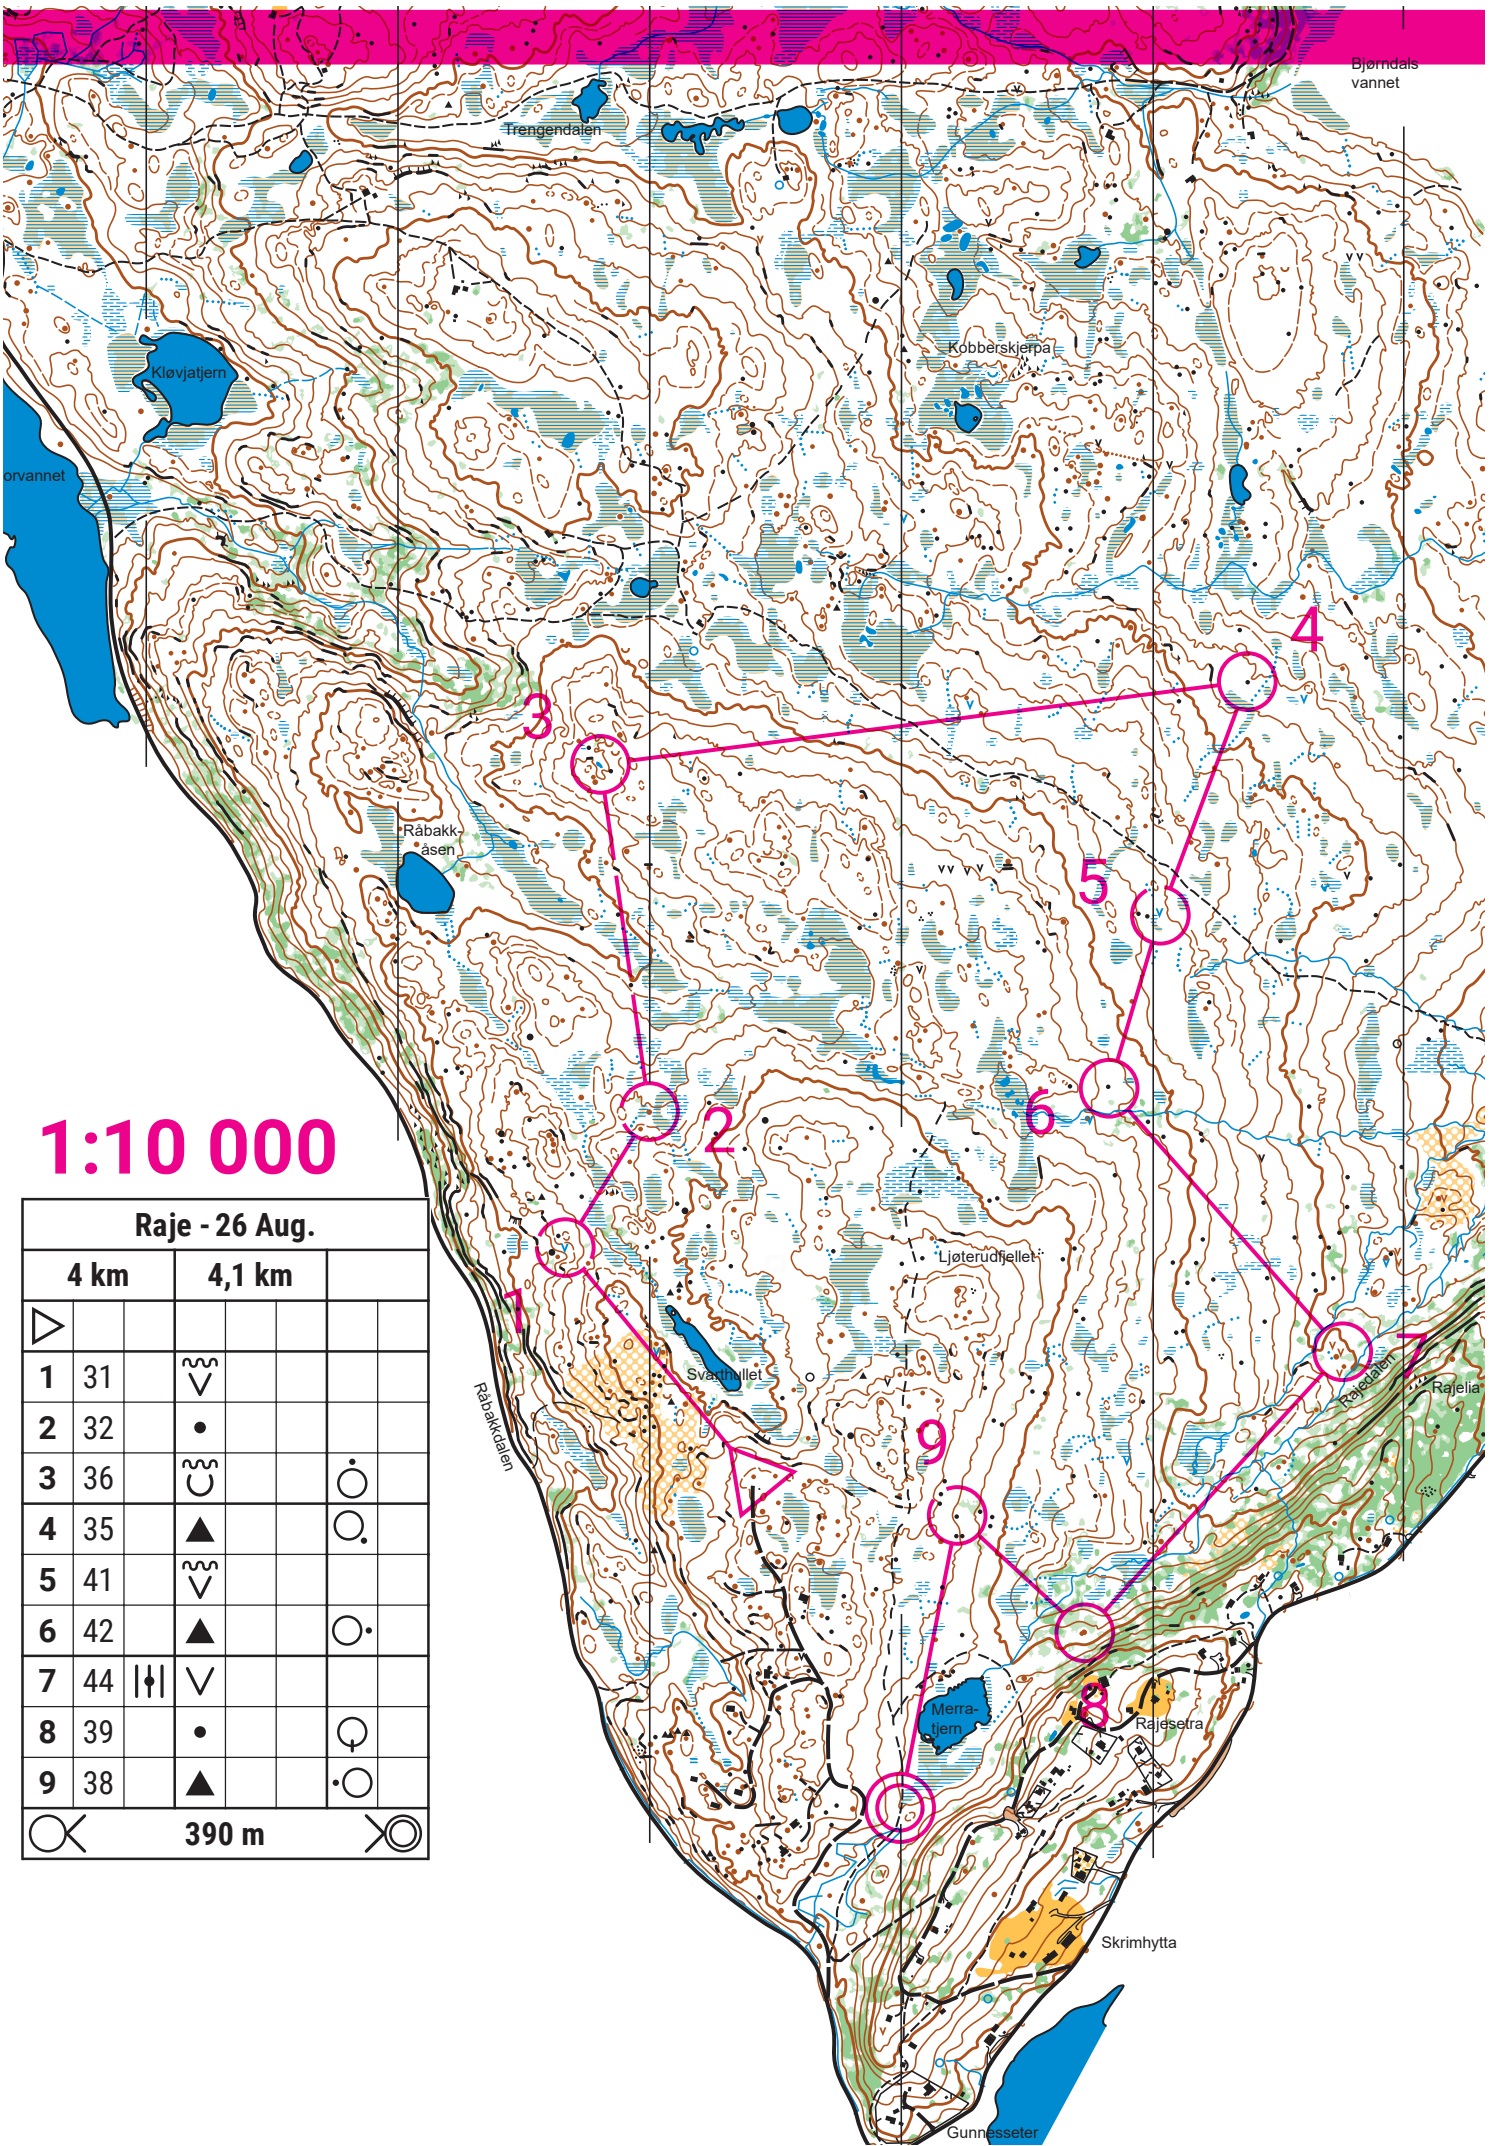 Bjørndals
vannet
Trengendalen
Kobberskjerpa
Kløvjatjern
orvannet
4
3
Råbakk-
åsen
5
6
2
1:10 000
Raje - 26 Aug.
4 km 4,1 km
1 31
2 32
3 36
4 35
5 41
6 42
7 44
8 39
9 38
390 m
Ljøterudfjellet
1
Svarthullet
Råbakkdalen
7
Rajedalen
Rajelia
9
Merra-
tjern
8
Rajesetra
Skrimhytta
Gunnesseter